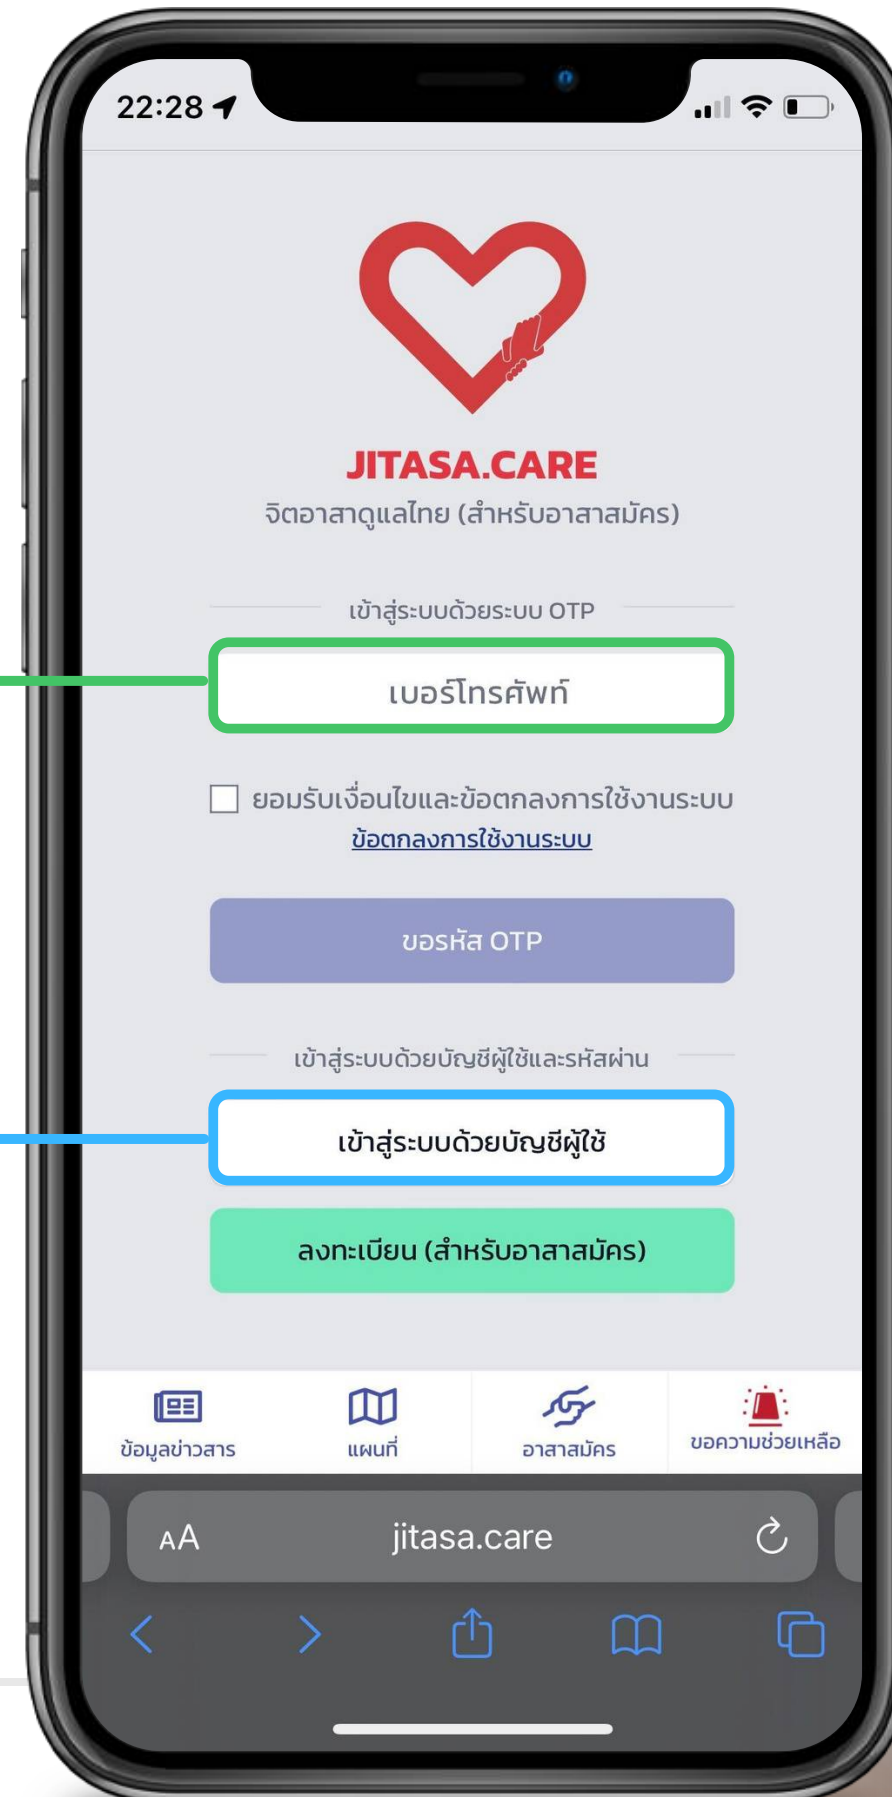 22:28
JITASA.CARE
จิตอาสาดูแลไทย (สำหรับอาสาสมัคร)
เข้าสู่ระบบด้วยระบบ OTP
เบอร์โทรศัพท์
ยอมรับเงื่อนไขและข้อตกลงการใช้งานระบบ
ข้อตกลงการใช้งานระบบ
ขอรหัส OTP
เข้าสู่ระบบด้วยบัญชีผู้ใช้และรหัสผ่าน
เข้าสู่ระบบด้วยบัญชีผู้ใช้
ลงทะเบียน (สำหรับอาสาสมัคร)
ข้อมูลข่าวสาร แผนที่ อาสาสมัคร ขอความช่วยเหลือ
AA jitasa.care